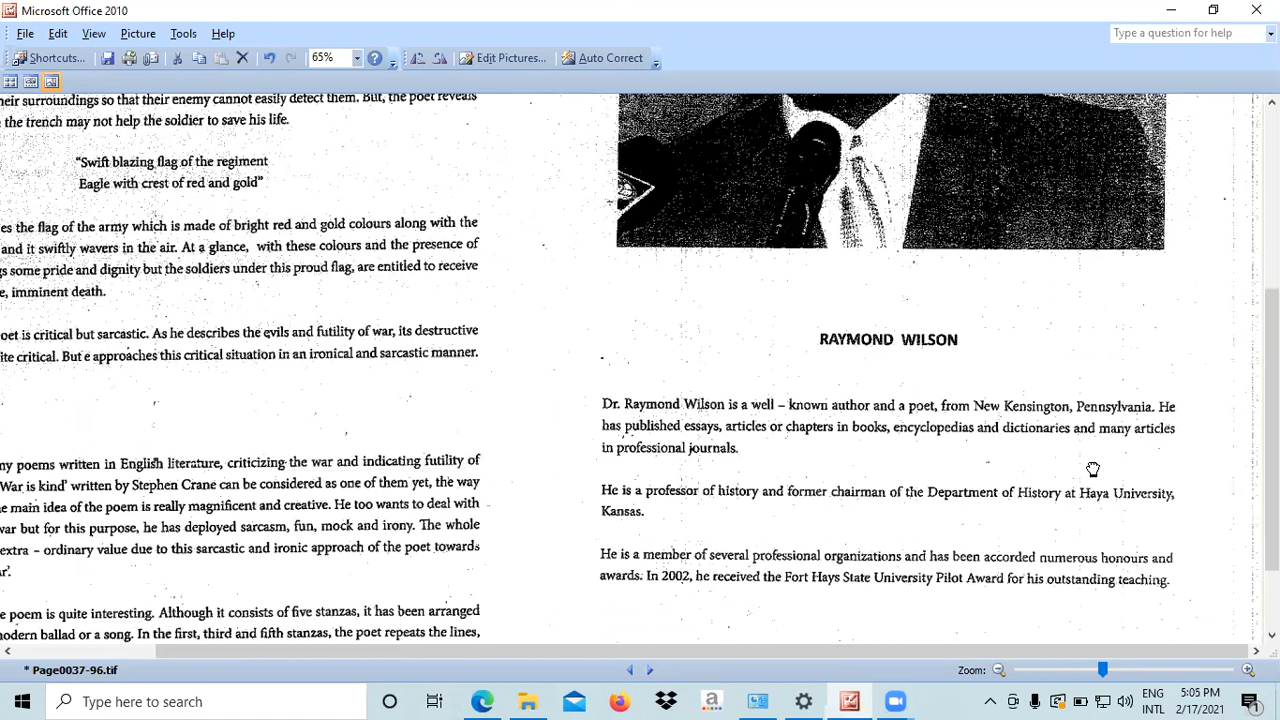 Microsoft Office 2010
File Edit View Picture Tools Help
Type a question for help
Shortcuts...
65%
Edit Pictures...
Auto Correct
heir surroundings so that their enemy cannot easily detect them. But, the poet reveals
the trench may not help the soldier to save his life.
“Swift blazing flag of the regiment
Eagle with crest of red and gold”
es the flag of the army which is made of bright red and gold colours along with the
and it swiftly wavers in the air. At a glance, with these colours and the presence of
gs some pride and dignity but the soldiers under this proud flag, are entitled to receive
e, imminent death.
oet is critical but sarcastic. As he describes the evils and futility of war, its destructive
ite critical. But e approaches this critical situation in an ironical and sarcastic manner.
ny poems written in English literature, criticizing the war and indicating futility of
War is kind’ written by Stephen Crane can be considered as one of them yet, the way
e main idea of the poem is really magnificent and creative. He too wants to deal with
war but for this purpose, he has deployed sarcasm, fun, mock and irony. The whole
extra – ordinary value due to this sarcastic and ironic approach of the poet towards
ar’.
e poem is quite interesting. Although it consists of five stanzas, it has been arranged
nodern ballad or a song. In the first, third and fifth stanzas, the poet repeats the lines,
RAYMOND WILSON
Dr. Raymond Wilson is a well – known author and a poet, from New Kensington, Pennsylvania. He
has published essays, articles or chapters in books, encyclopedias and dictionaries and many articles
in professional journals.
He is a professor of history and former chairman of the Department of History at Haya University,
Kansas.
He is a member of several professional organizations and has been accorded numerous honours and
awards. In 2002, he received the Fort Hays State University Pilot Award for his outstanding teaching.
* Page0037-96.tif
Zoom:
Type here to search
ENG
INTL
5:05 PM
2/17/2021